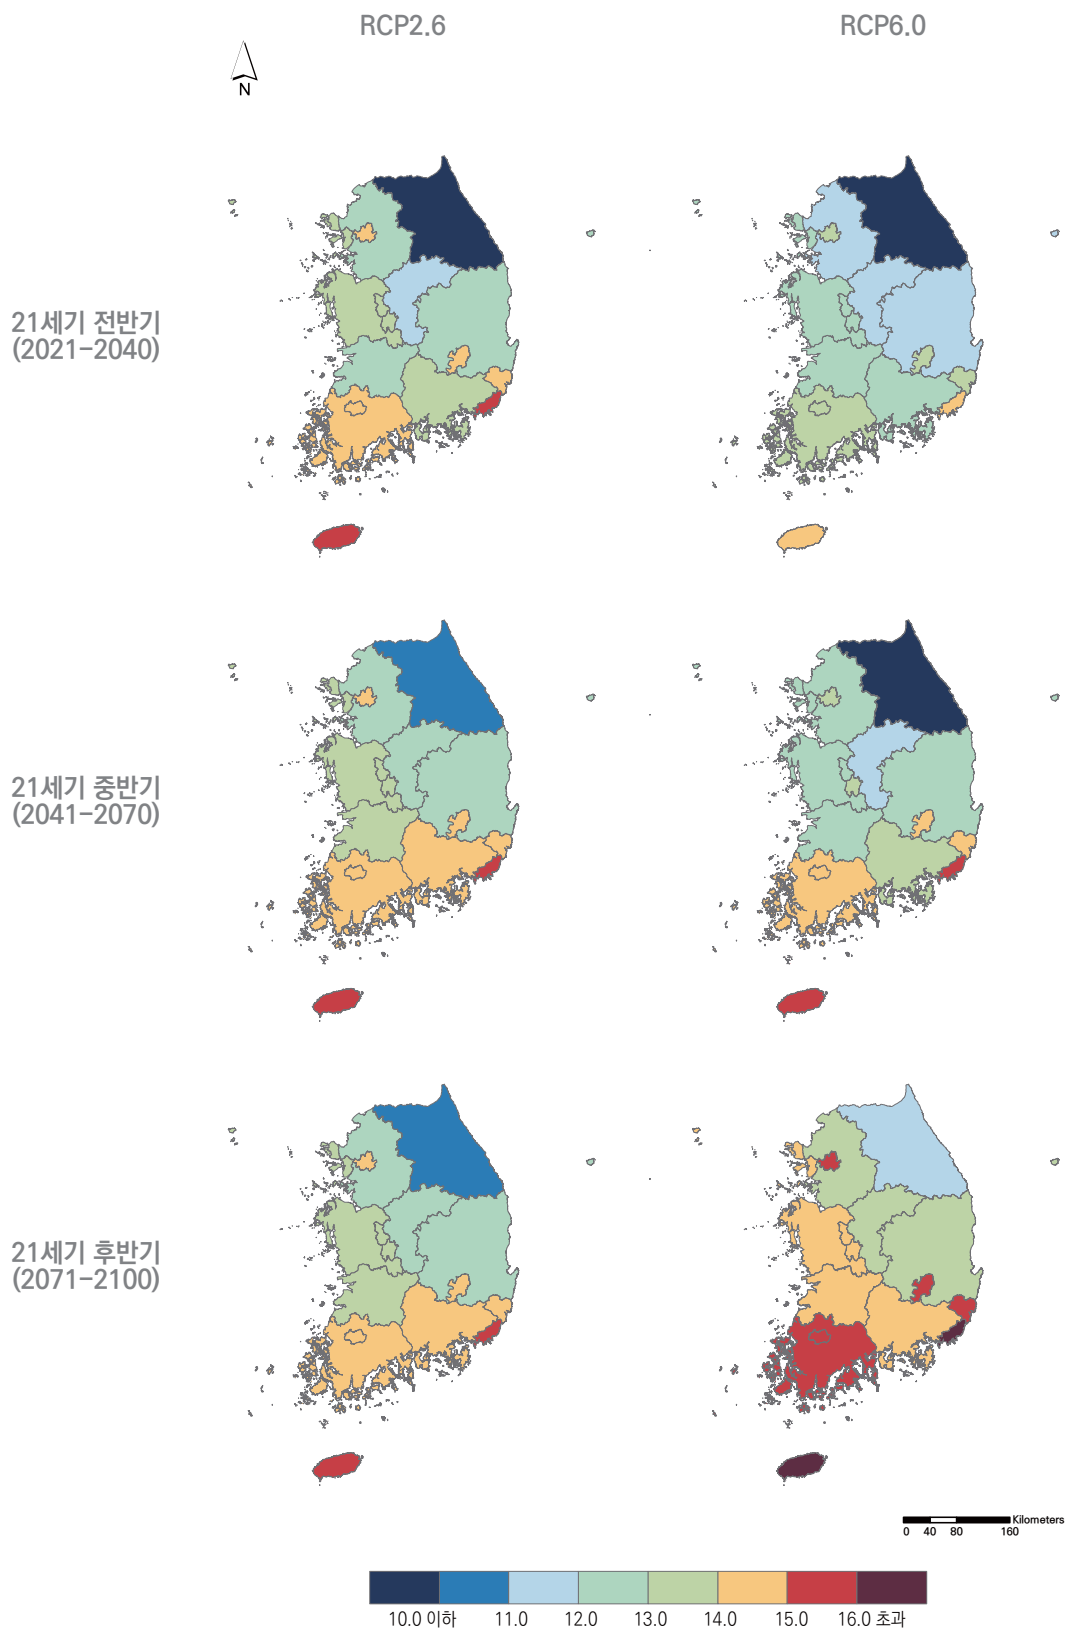 RCP2.6
RCP6.0
N
21세기 전반기
(2021-2040)
21세기 중반기
(2041-2070)
21세기 후반기
(2071-2100)
Kilometers
0 40 80 160
10.0 이하 11.0 12.0 13.0 14.0 15.0 16.0 초과